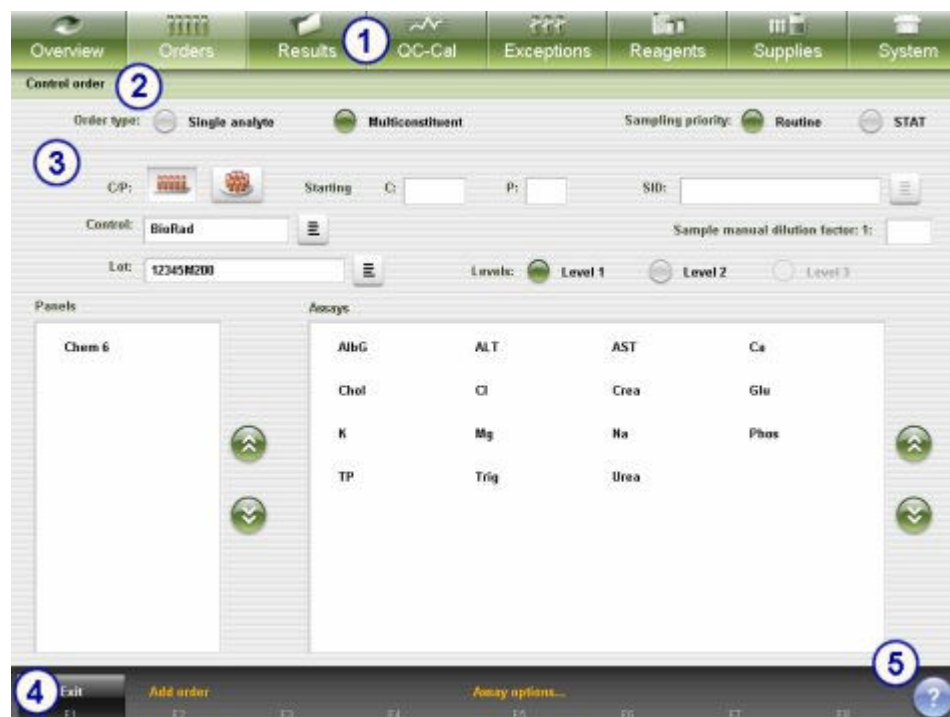 Overview Orders Results 1 QC-Cal Exceptions Reagents Supplies System
Control order 2
Order type: Single analyte Multiconstituent Sampling priority: Routine STAT
3
C/P: Starting C: P: SID:
Control: BioRad Sample manual dilution factor: 1:
Lot: 12345M200 Levels: Level 1 Level 2 Level 3
Panels Assays
Chem 6 AlbG ALT AST Ca
Chol Cl Crea Glu
K Mg Na Phos
TP Trig Urea
5
4 Exit Add order Assay options... ?
F1 F2 F3 F4 F5 F6 F7 F8